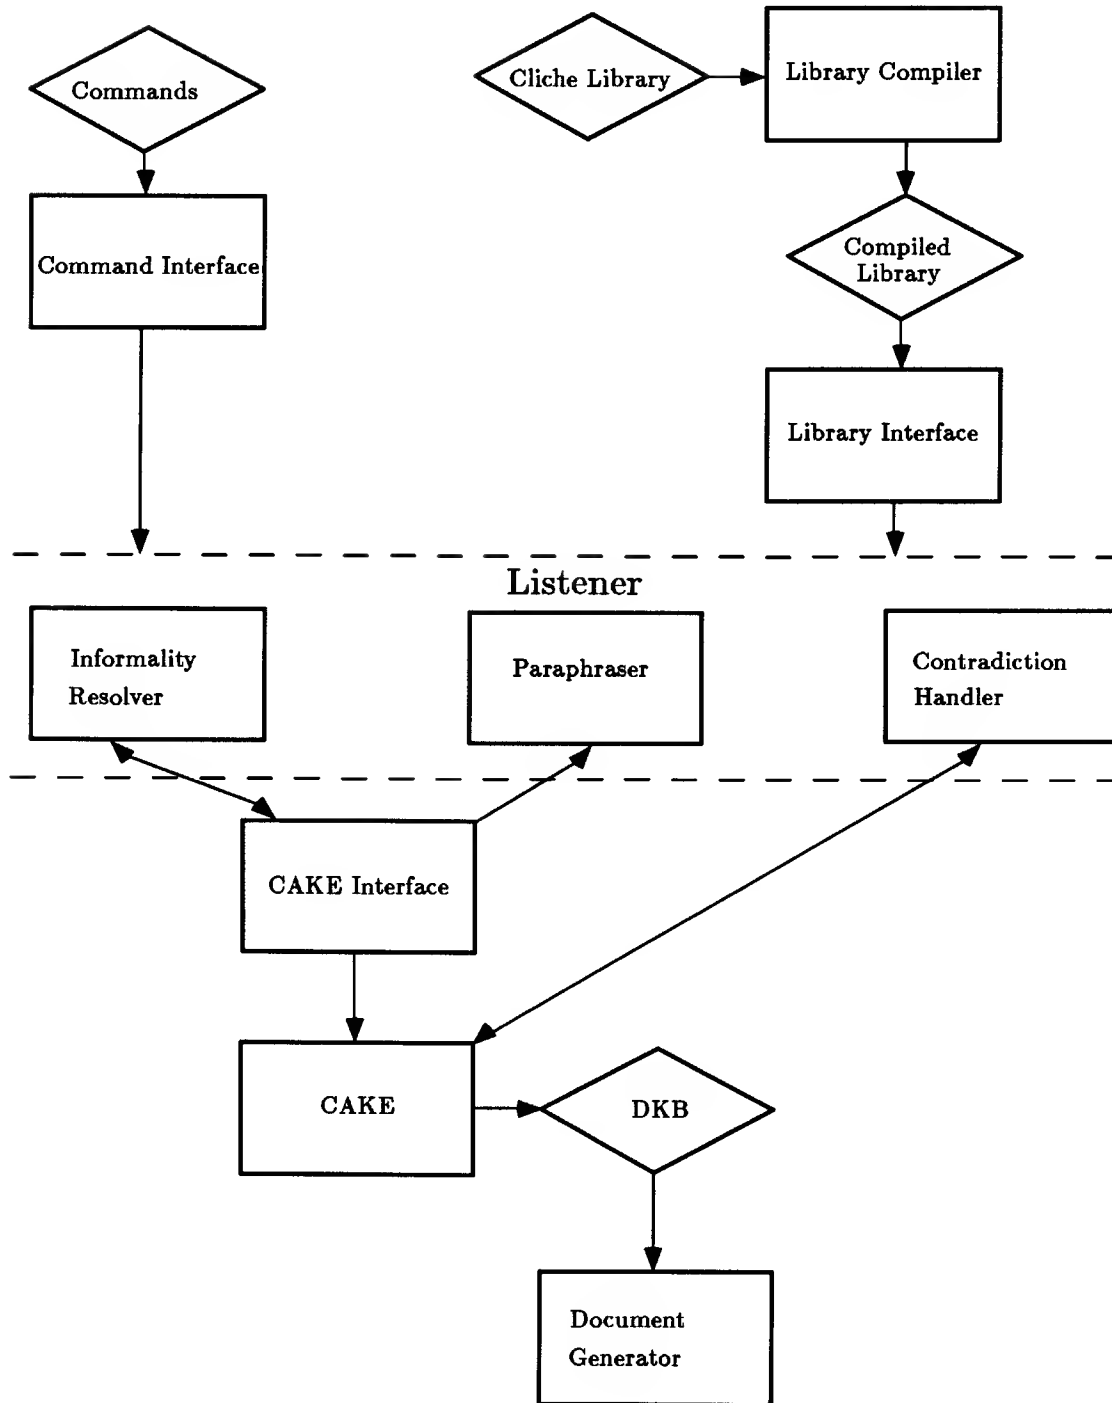 Commands
Cliche Library
Library Compiler
Command Interface
Compiled
Library
Library Interface
Listener
Informality
Resolver
Paraphraser
Contradiction
Handler
CAKE Interface
CAKE
DKB
Document
Generator